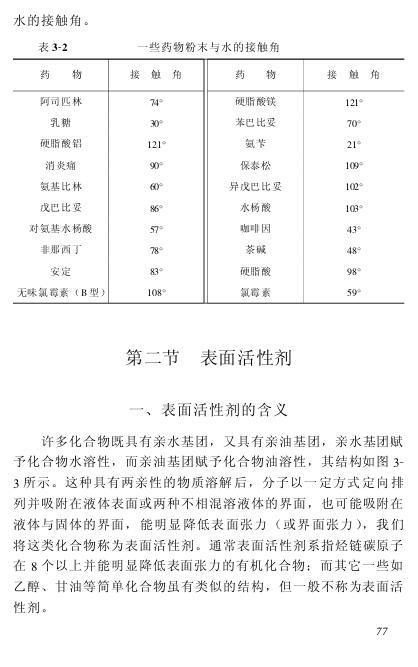 水的接触角。
表 3-2 一些药物粉末与水的接触角
药 物 接 触 角 药 物 接 触 角
阿司匹林 74° 硬脂酸镁 121°
乳糖 30° 苯巴比妥 70°
硬脂酸铝 121° 氨苄 21°
消炎痛 90° 保泰松 109°
氨基比林 60° 异戊巴比妥 102°
戊巴比妥 86° 水杨酸 103°
对氨基水杨酸 57° 咖啡因 43°
非那西丁 78° 茶碱 48°
安定 83° 硬脂酸 98°
无味氯霉素（B 型） 108° 氯霉素 59°
第二节 表面活性剂
一、表面活性剂的含义
许多化合物既具有亲水基团，又具有亲油基团，亲水基团赋
予化合物水溶性，而亲油基团赋予化合物油溶性，其结构如图 3-
3 所示。这种具有两亲性的物质溶解后，分子以一定方式定向排
列并吸附在液体表面或两种不相混溶液体的界面，也可能吸附在
液体与固体的界面，能明显降低表面张力（或界面张力），我们
将这类化合物称为表面活性剂。通常表面活性剂系指烃链碳原子
在 8 个以上并能明显降低表面张力的有机化合物；而其它一些如
乙醇、甘油等简单化合物虽有类似的结构，但一般不称为表面活
性剂。
77